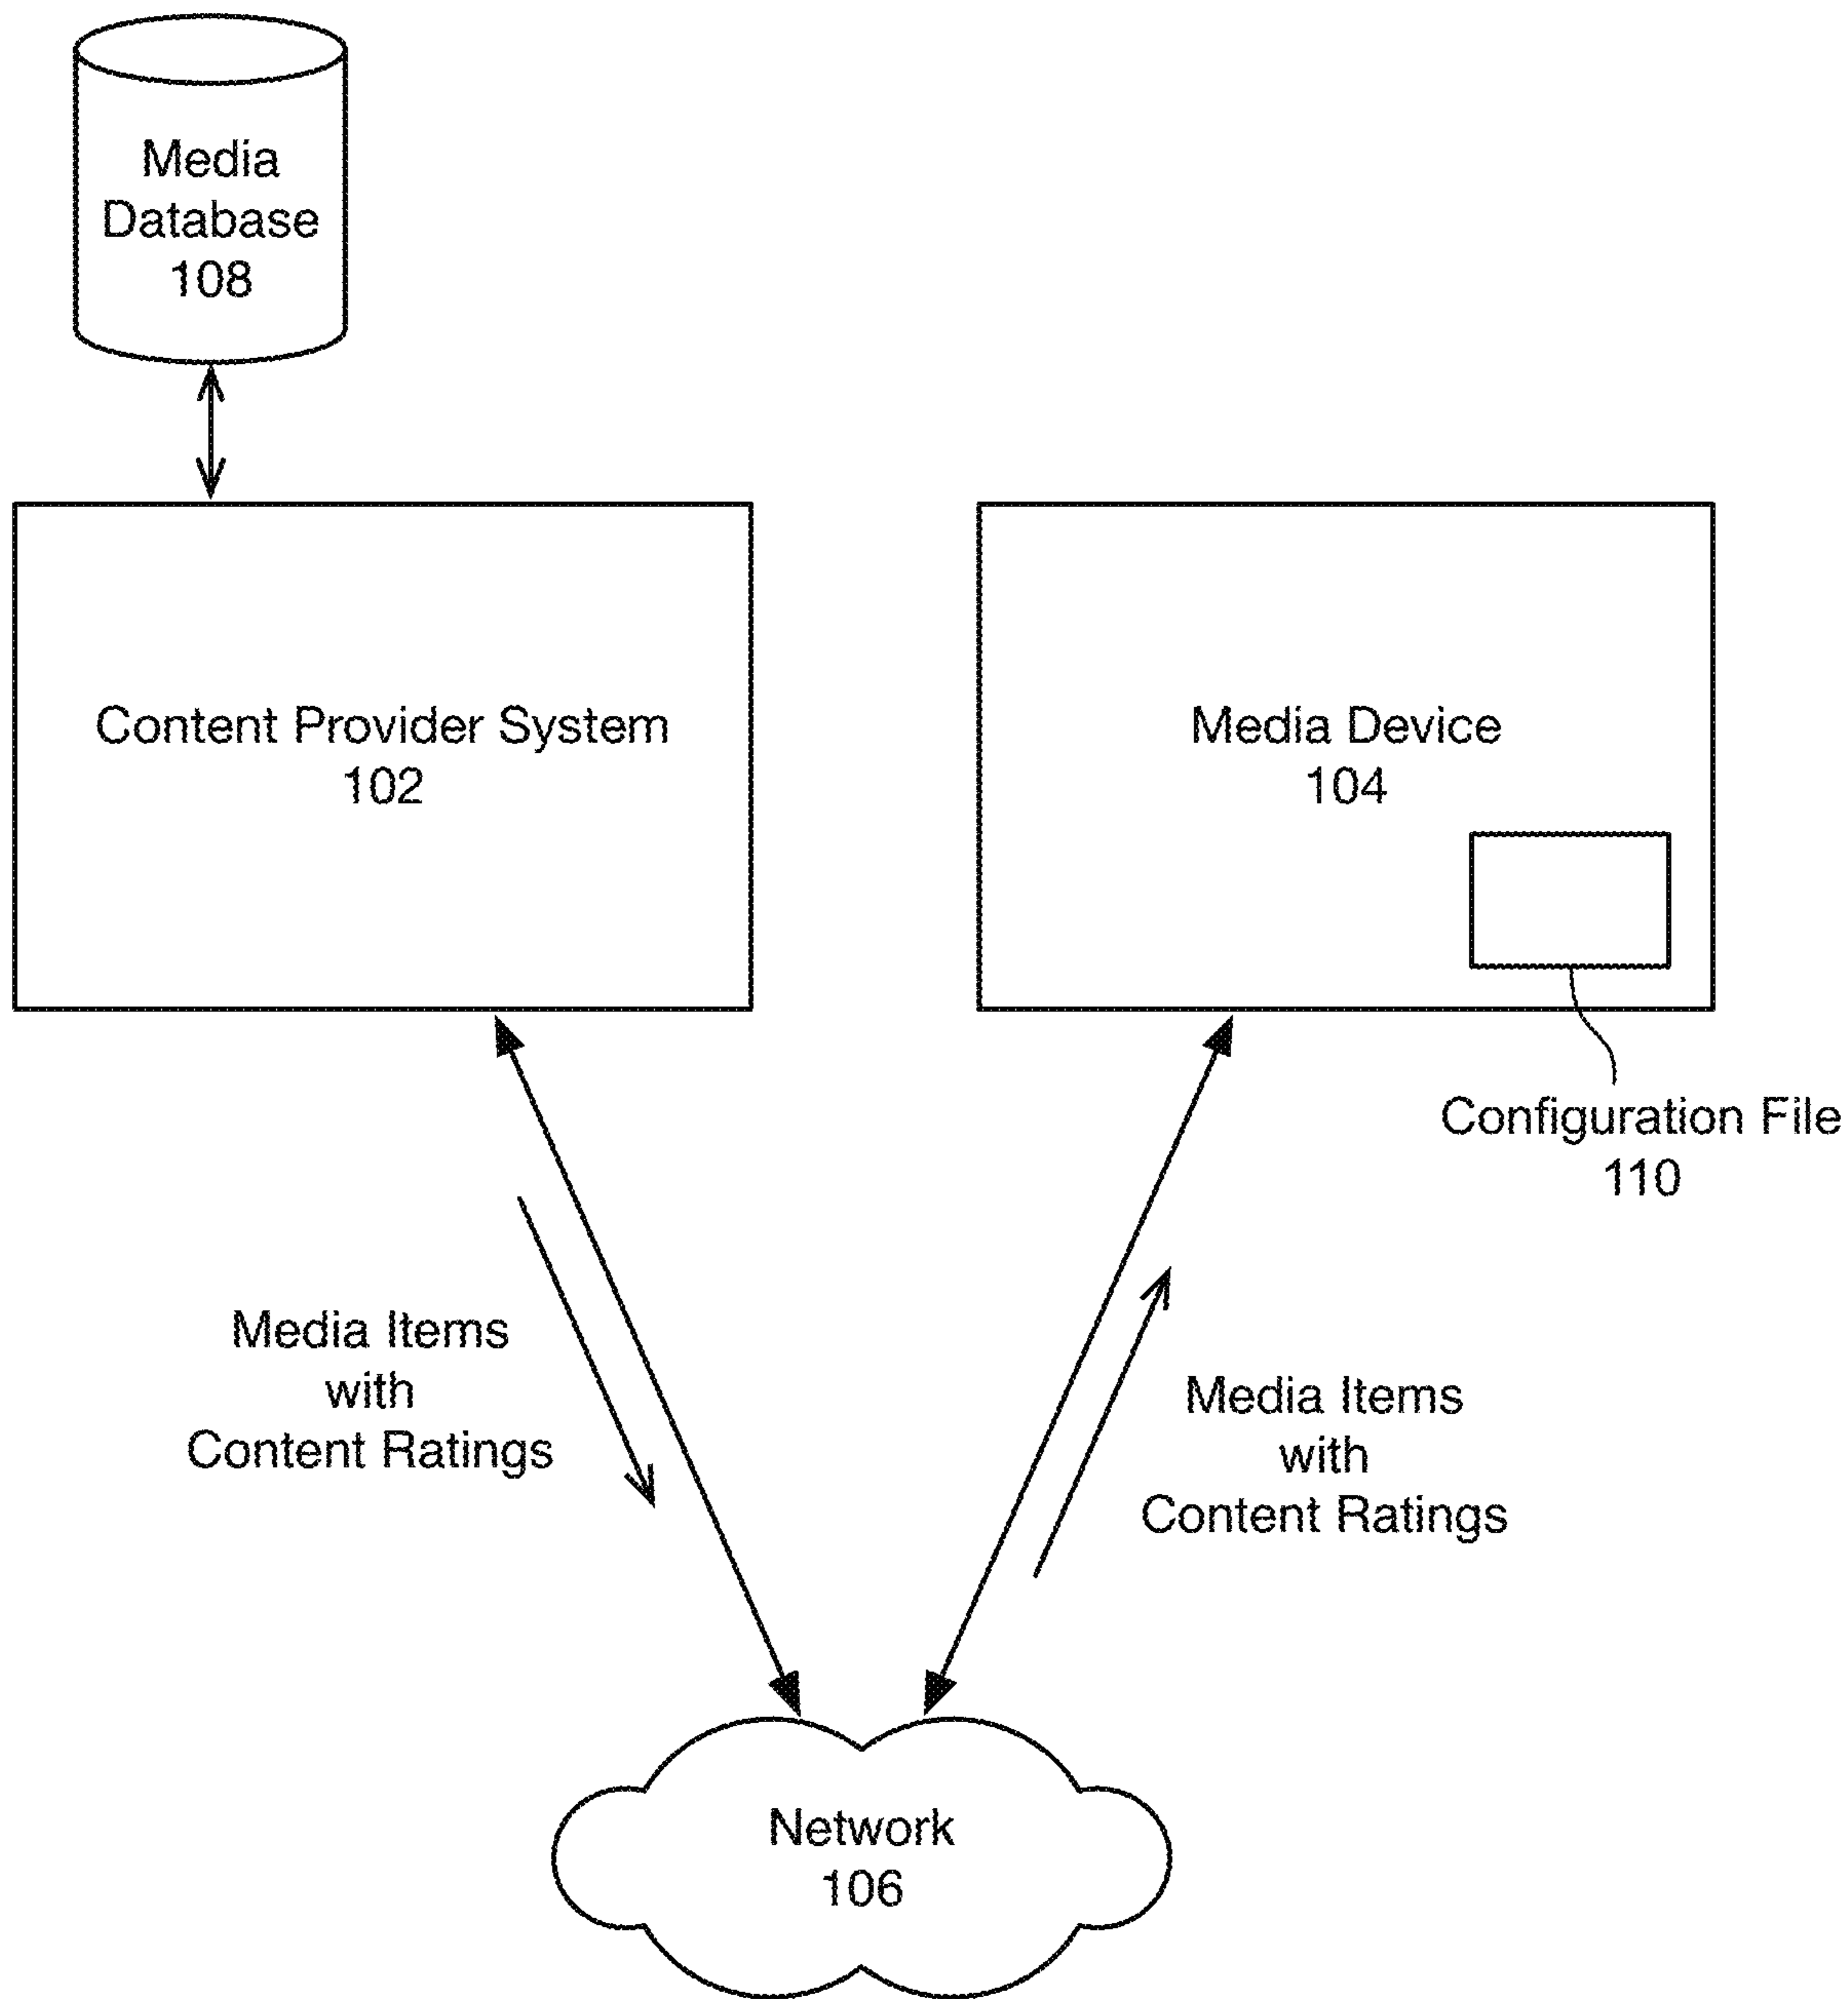 Media
Database
108
Content Provider System
102
Media Device
104
Configuration File
110
Media Items
with
Content Ratings
Media Items
with
Content Ratings
Network
106